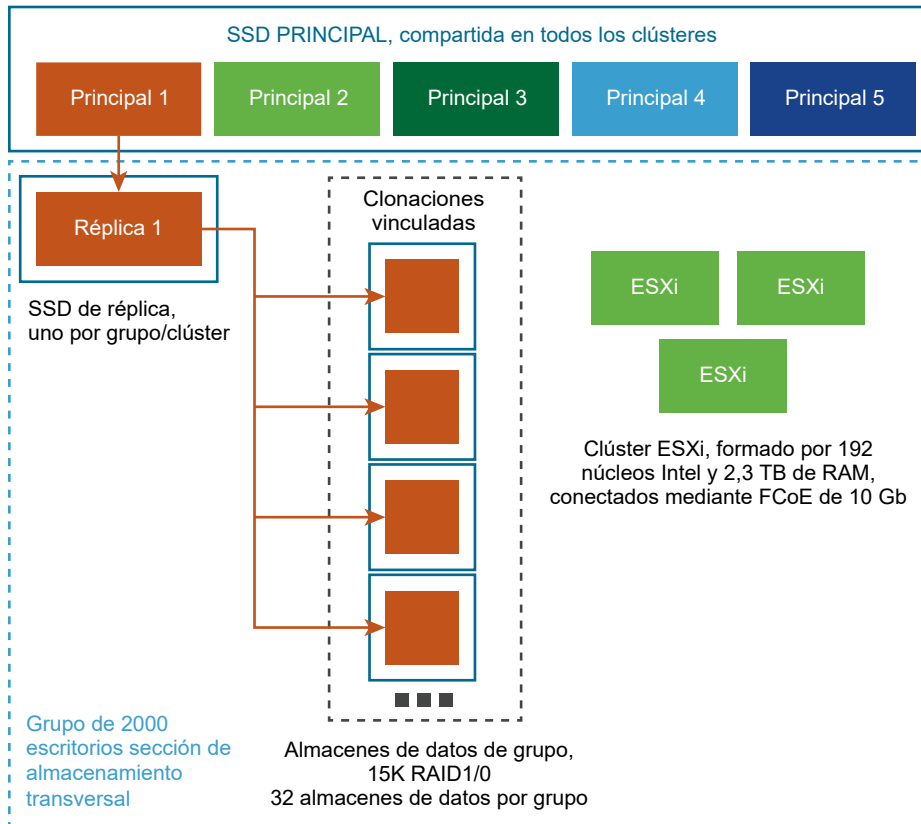 SSD PRINCIPAL, compartida en todos los clústeres
Principal 1
Principal 2
Principal 3
Principal 4
Principal 5
Réplica 1
SSD de réplica,
uno por grupo/clúster
Clonaciones
vinculadas
ESXi
ESXi
ESXi
Clúster ESXi, formado por 192
núcleos Intel y 2,3 TB de RAM,
conectados mediante FCoE de 10 Gb
Grupo de 2000
escritorios sección de
almacenamiento
transversal
Almacenes de datos de grupo,
15K RAID1/0
32 almacenes de datos por grupo